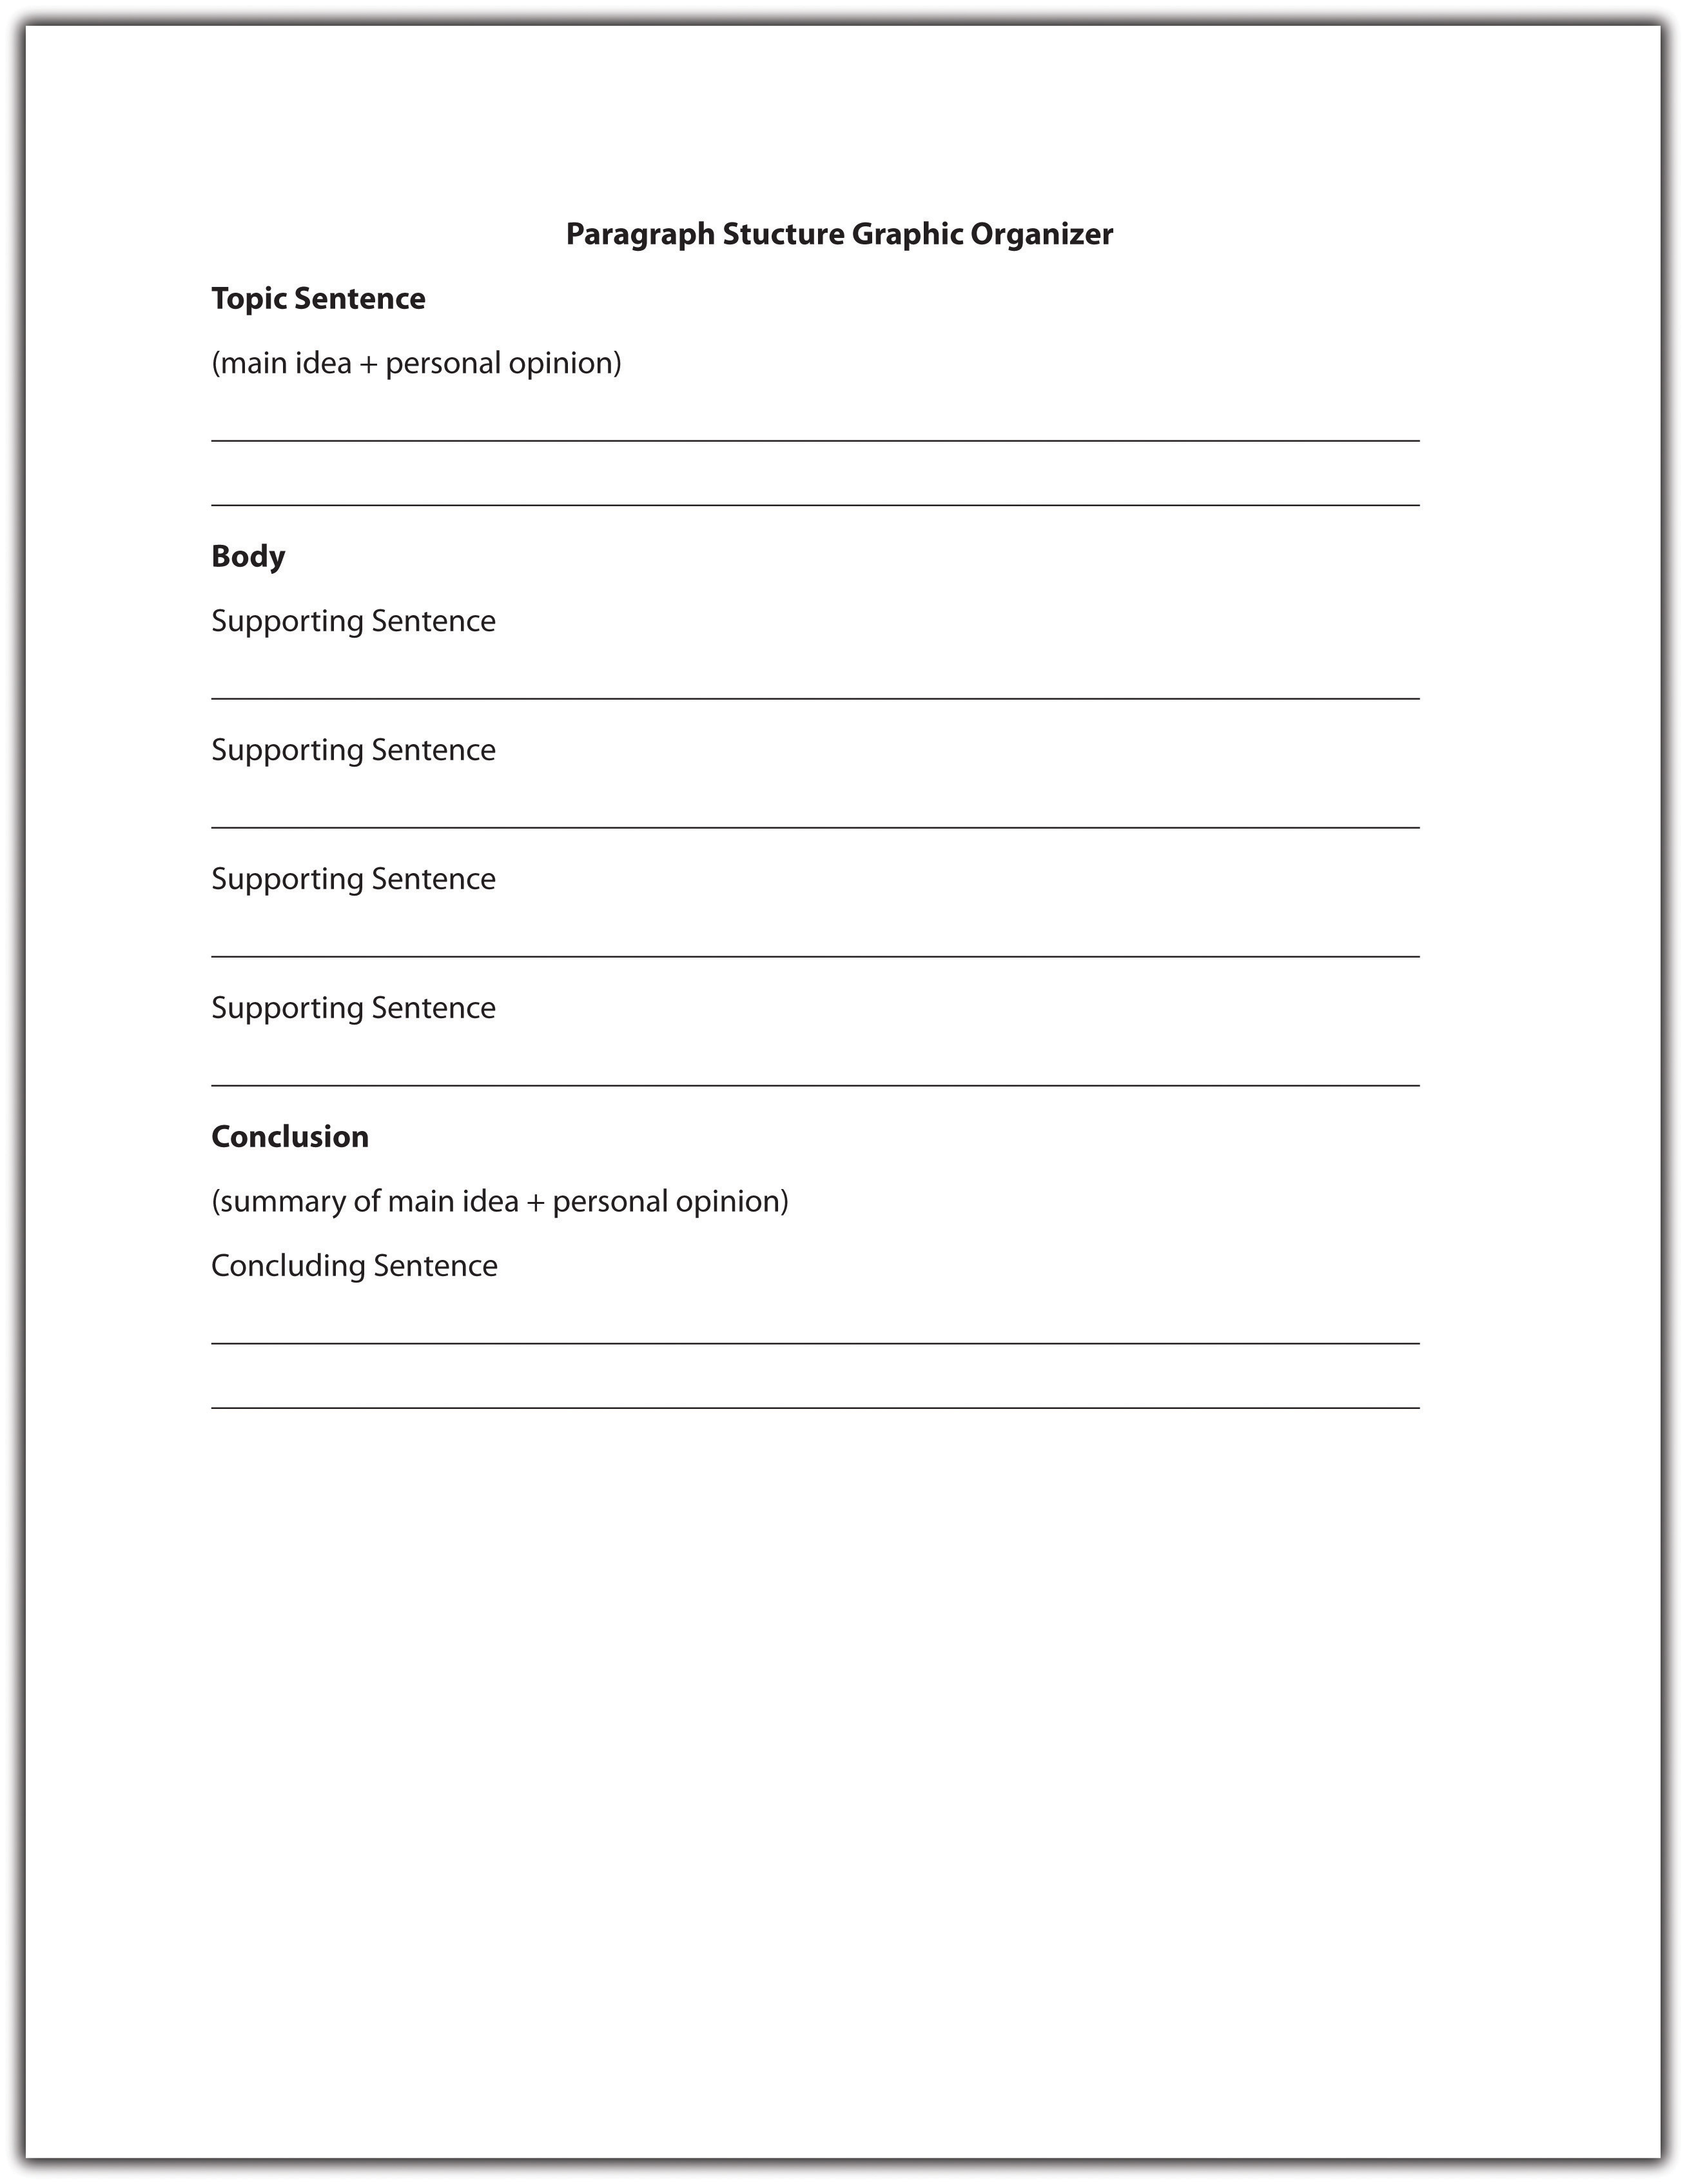 Paragraph Stucture Graphic Organizer
Topic Sentence
(main idea + personal opinion)
Body
Supporting Sentence
Supporting Sentence
Supporting Sentence
Supporting Sentence
Conclusion
(summary of main idea + personal opinion)
Concluding Sentence